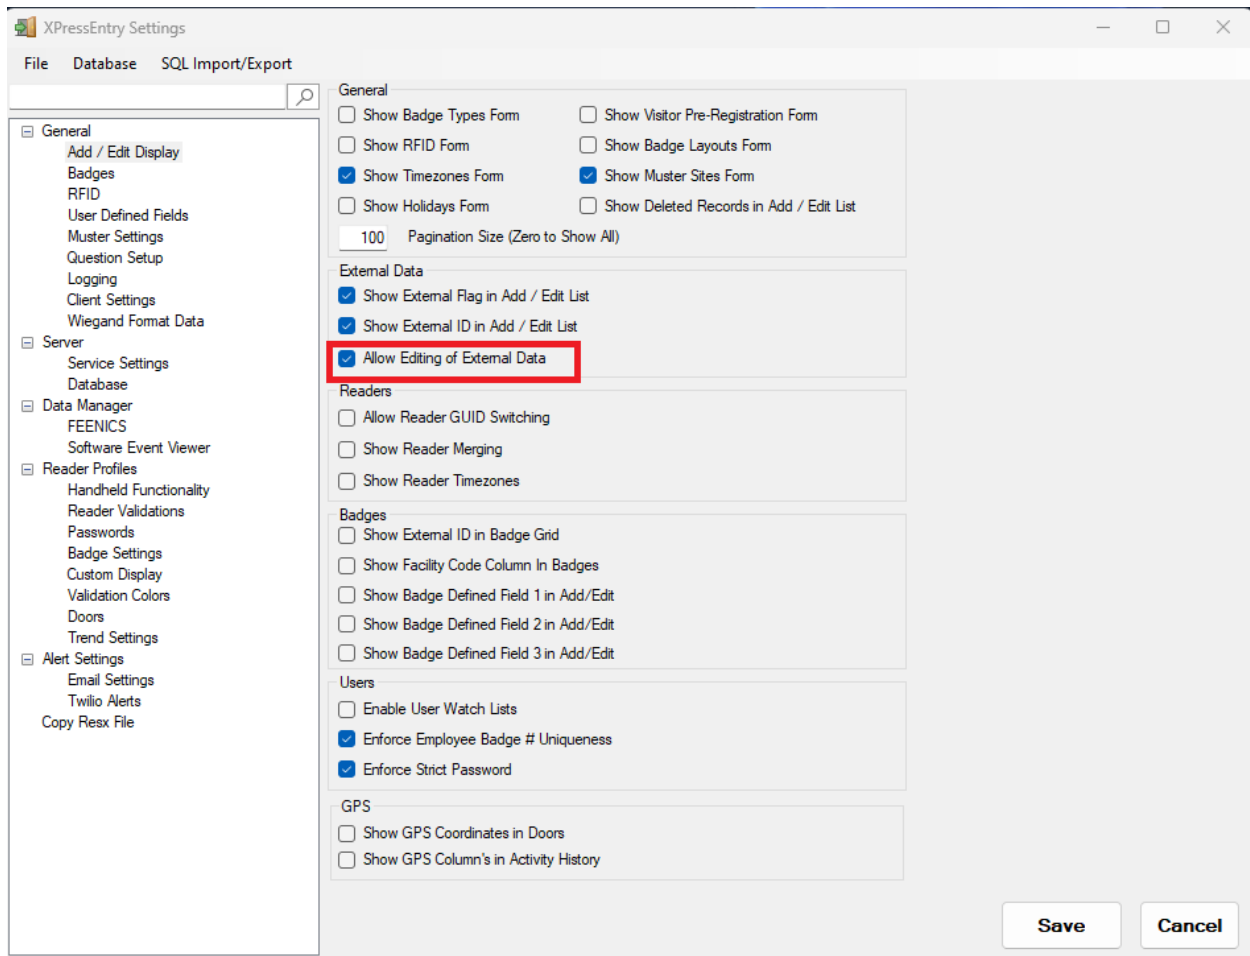 XPressEntry Settings
File Database SQL Import/Export
General
Add / Edit Display
Badges
RFID
User Defined Fields
Muster Settings
Question Setup
Logging
Client Settings
Wiegand Format Data
Server
Service Settings
Database
Data Manager
FEENICS
Software Event Viewer
Reader Profiles
Handheld Functionality
Reader Validations
Passwords
Badge Settings
Custom Display
Validation Colors
Doors
Trend Settings
Alert Settings
Email Settings
Twilio Alerts
Copy Resx File
General
Show Badge Types Form Show Visitor Pre-Registration Form
Show RFID Form Show Badge Layouts Form
Show Timezones Form Show Muster Sites Form
Show Holidays Form Show Deleted Records in Add / Edit List
100 Pagination Size (Zero to Show All)
External Data
Show External Flag in Add / Edit List
Show External ID in Add / Edit List
Allow Editing of External Data
Readers
Allow Reader GUID Switching
Show Reader Merging
Show Reader Timezones
Badges
Show External ID in Badge Grid
Show Facility Code Column In Badges
Show Badge Defined Field 1 in Add/Edit
Show Badge Defined Field 2 in Add/Edit
Show Badge Defined Field 3 in Add/Edit
Users
Enable User Watch Lists
Enforce Employee Badge # Uniqueness
Enforce Strict Password
GPS
Show GPS Coordinates in Doors
Show GPS Column's in Activity History
Save Cancel